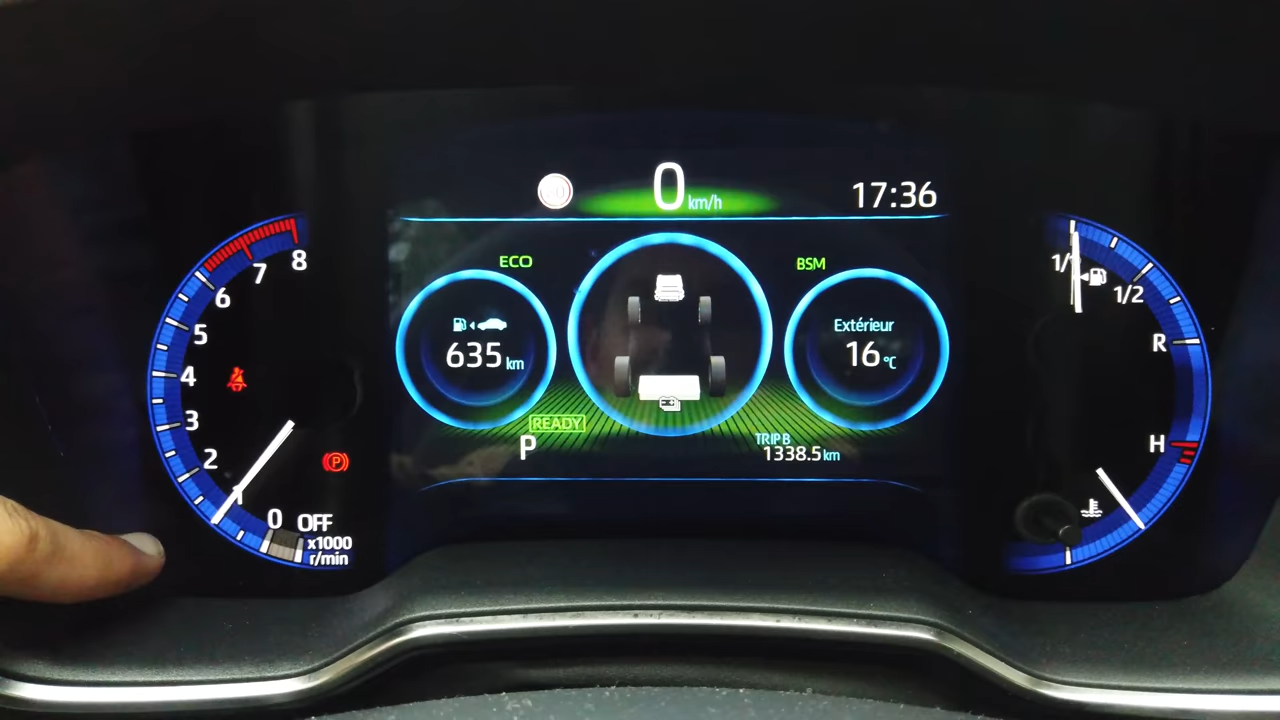 0 km/h
17:36
ECO
BSM
635 km
Extérieur
16 °C
READY
P
TRIP B
1338.5 km
8
7
6
5
4
3
2
1
0
OFF
x1000
r/min
P
1/1
1/2
R
H